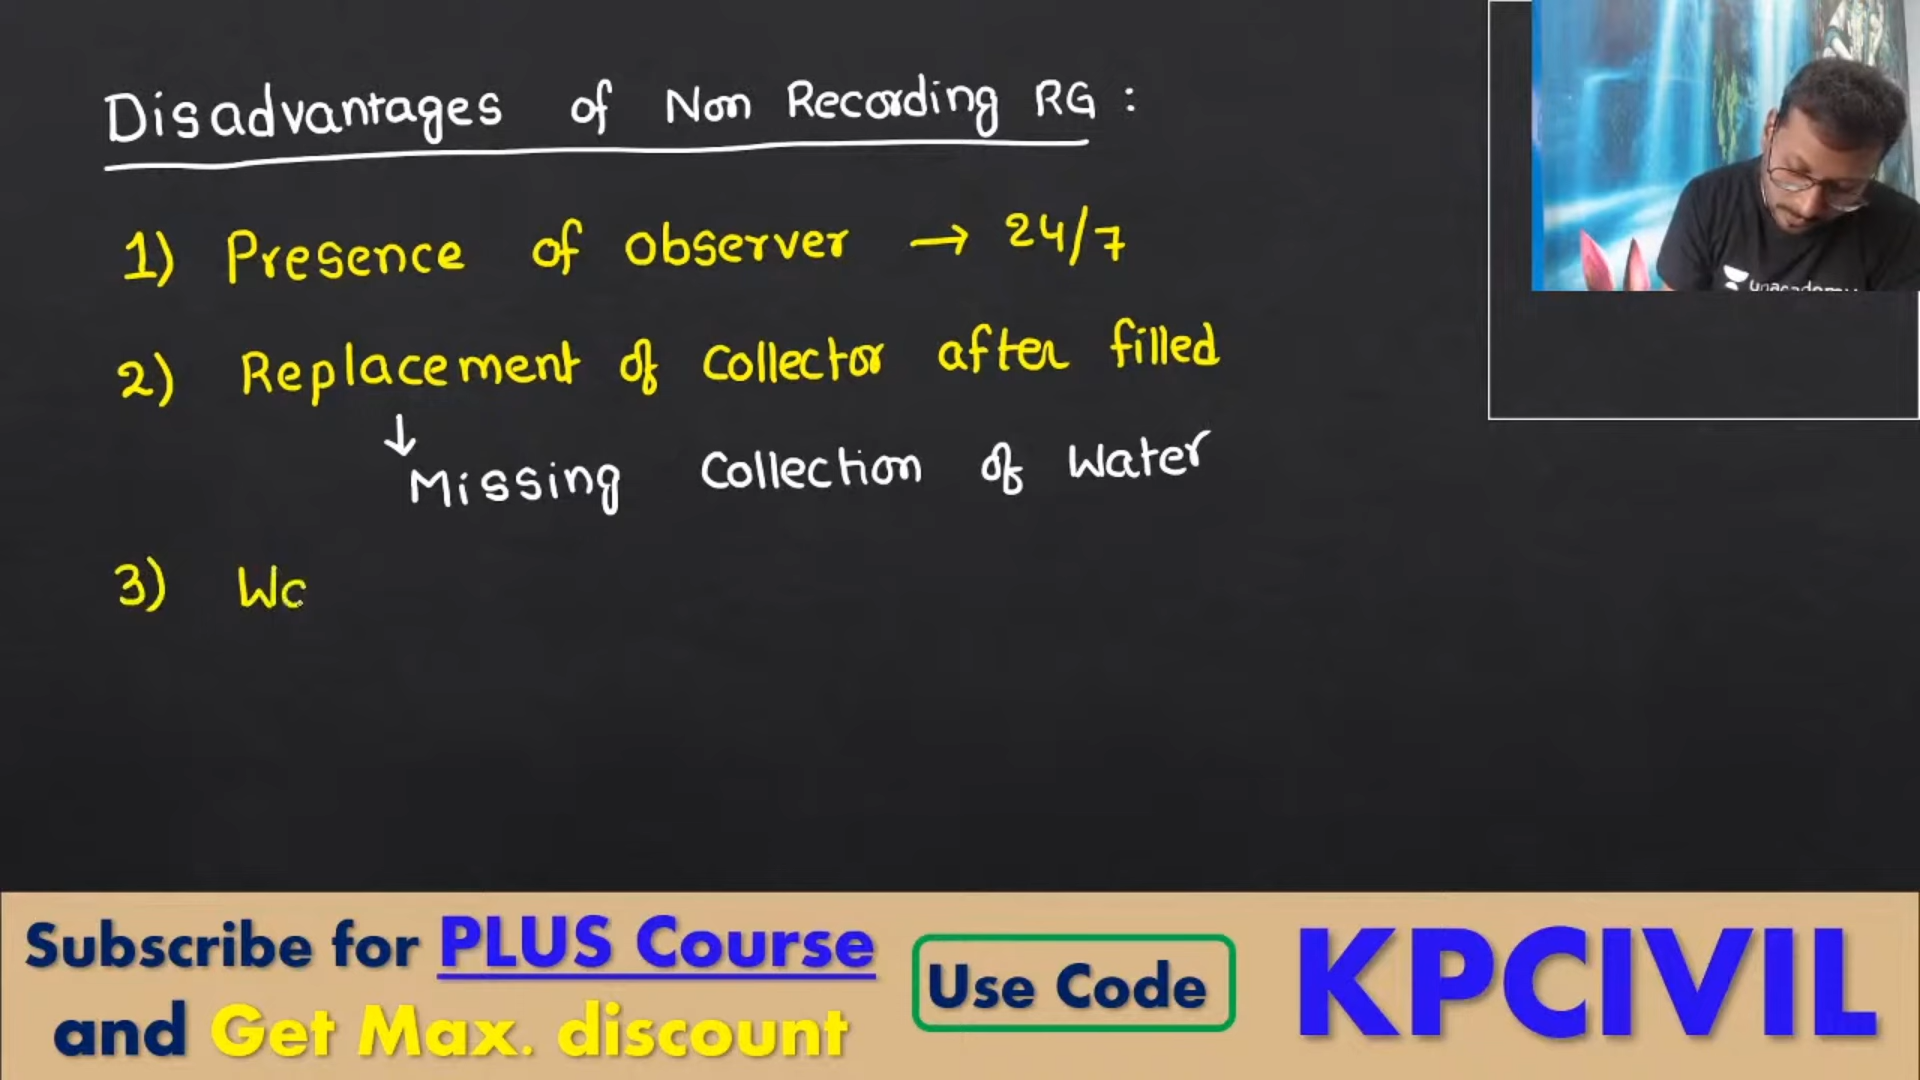 Disadvantages of Non Recording RG :
1) Presence of observer → 24/7
2) Replacement of Collector after filled
↓ Missing Collection of Water
3) Wc
unacademy
Subscribe for PLUS Course
and Get Max. discount
Use Code
KPCIVIL